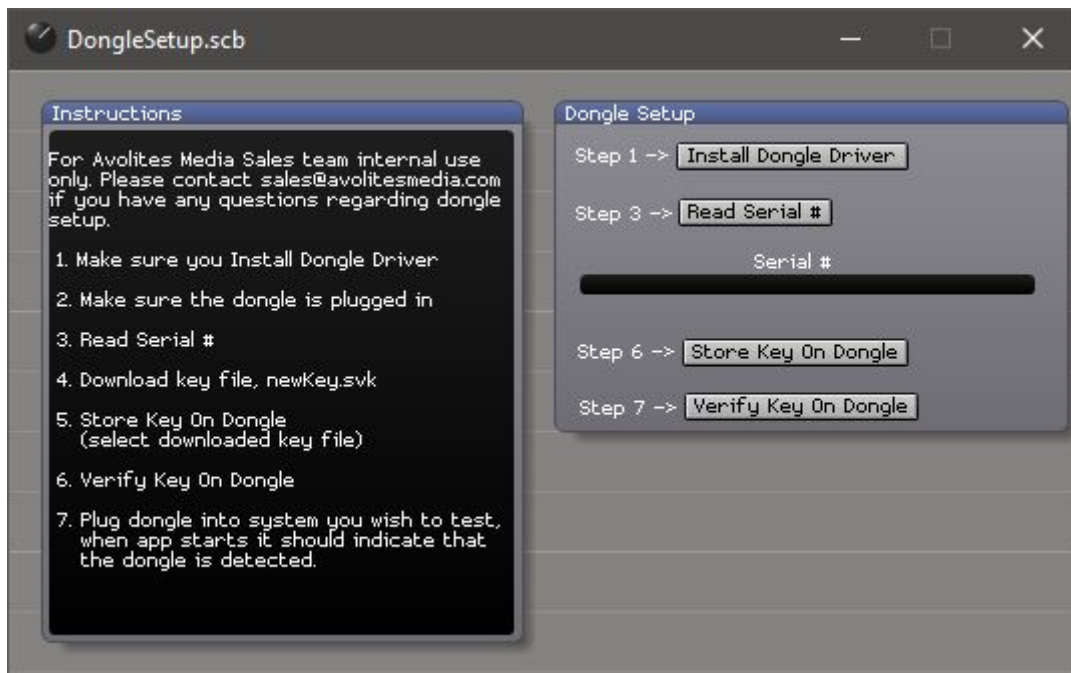 DongleSetup.scb
Instructions
For Avolites Media Sales team internal use
only. Please contact sales@avolitesmedia.com
if you have any questions regarding dongle
setup.
1. Make sure you Install Dongle Driver
2. Make sure the dongle is plugged in
3. Read Serial #
4. Download key file, newKey.svk
5. Store Key On Dongle
(select downloaded key file)
6. Verify Key On Dongle
7. Plug dongle into system you wish to test,
when app starts it should indicate that
the dongle is detected.
Dongle Setup
Step 1 -> Install Dongle Driver
Step 3 -> Read Serial #
Serial #
Step 6 -> Store Key On Dongle
Step 7 -> Verify Key On Dongle